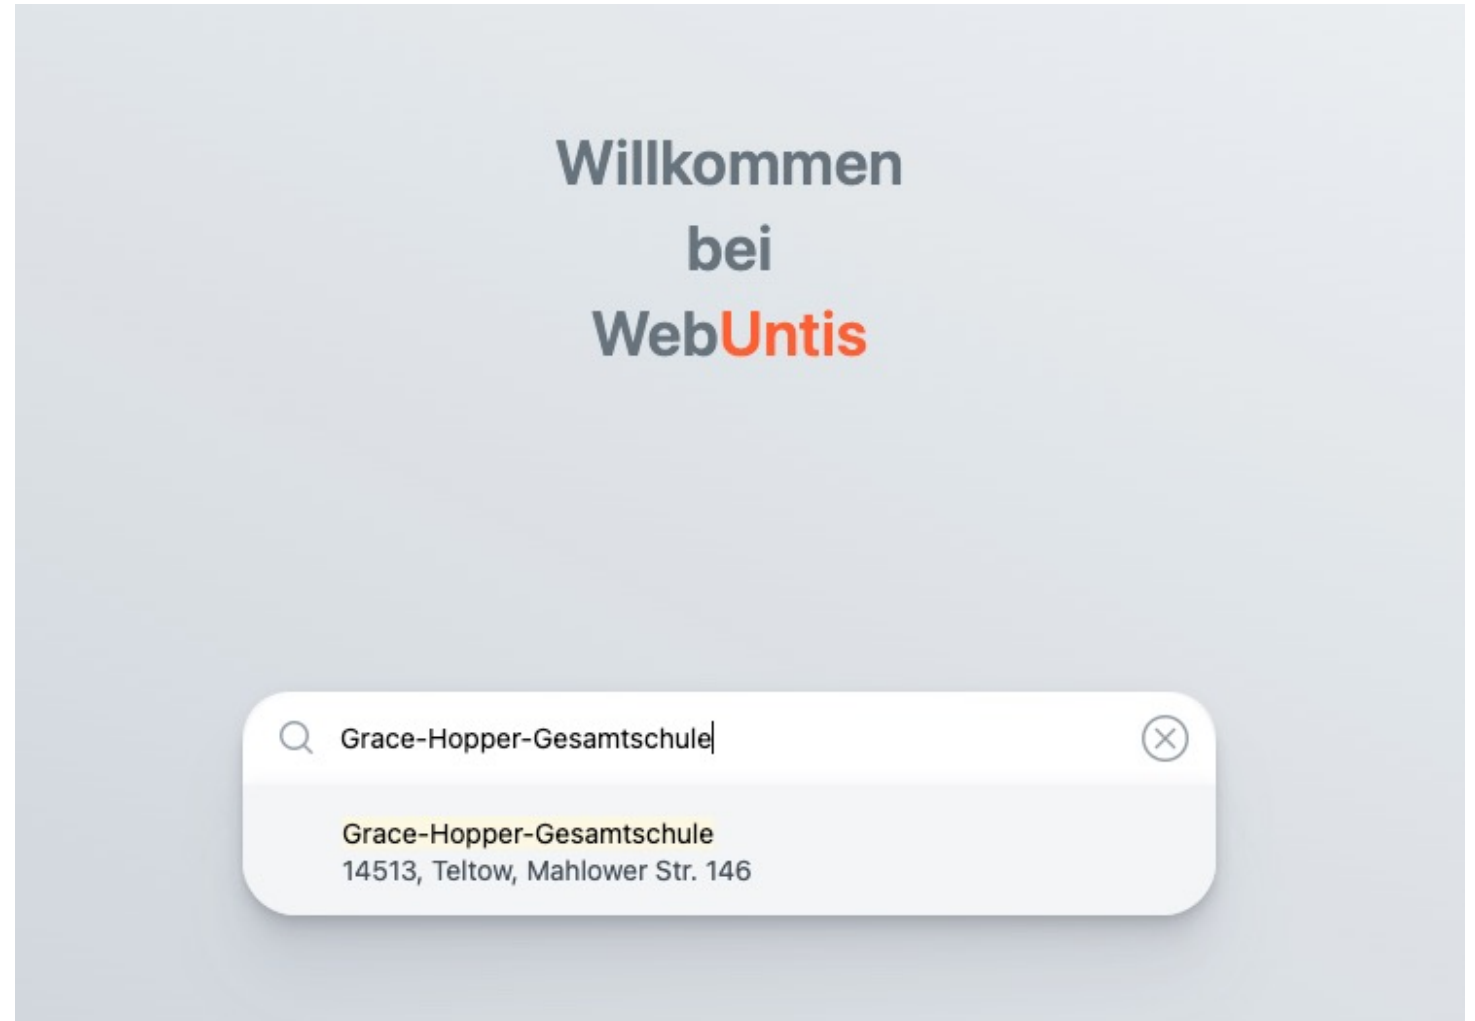 Willkommen
bei
WebUntis
Grace-Hopper-Gesamtschule
Grace-Hopper-Gesamtschule
14513, Teltow, Mahlower Str. 146